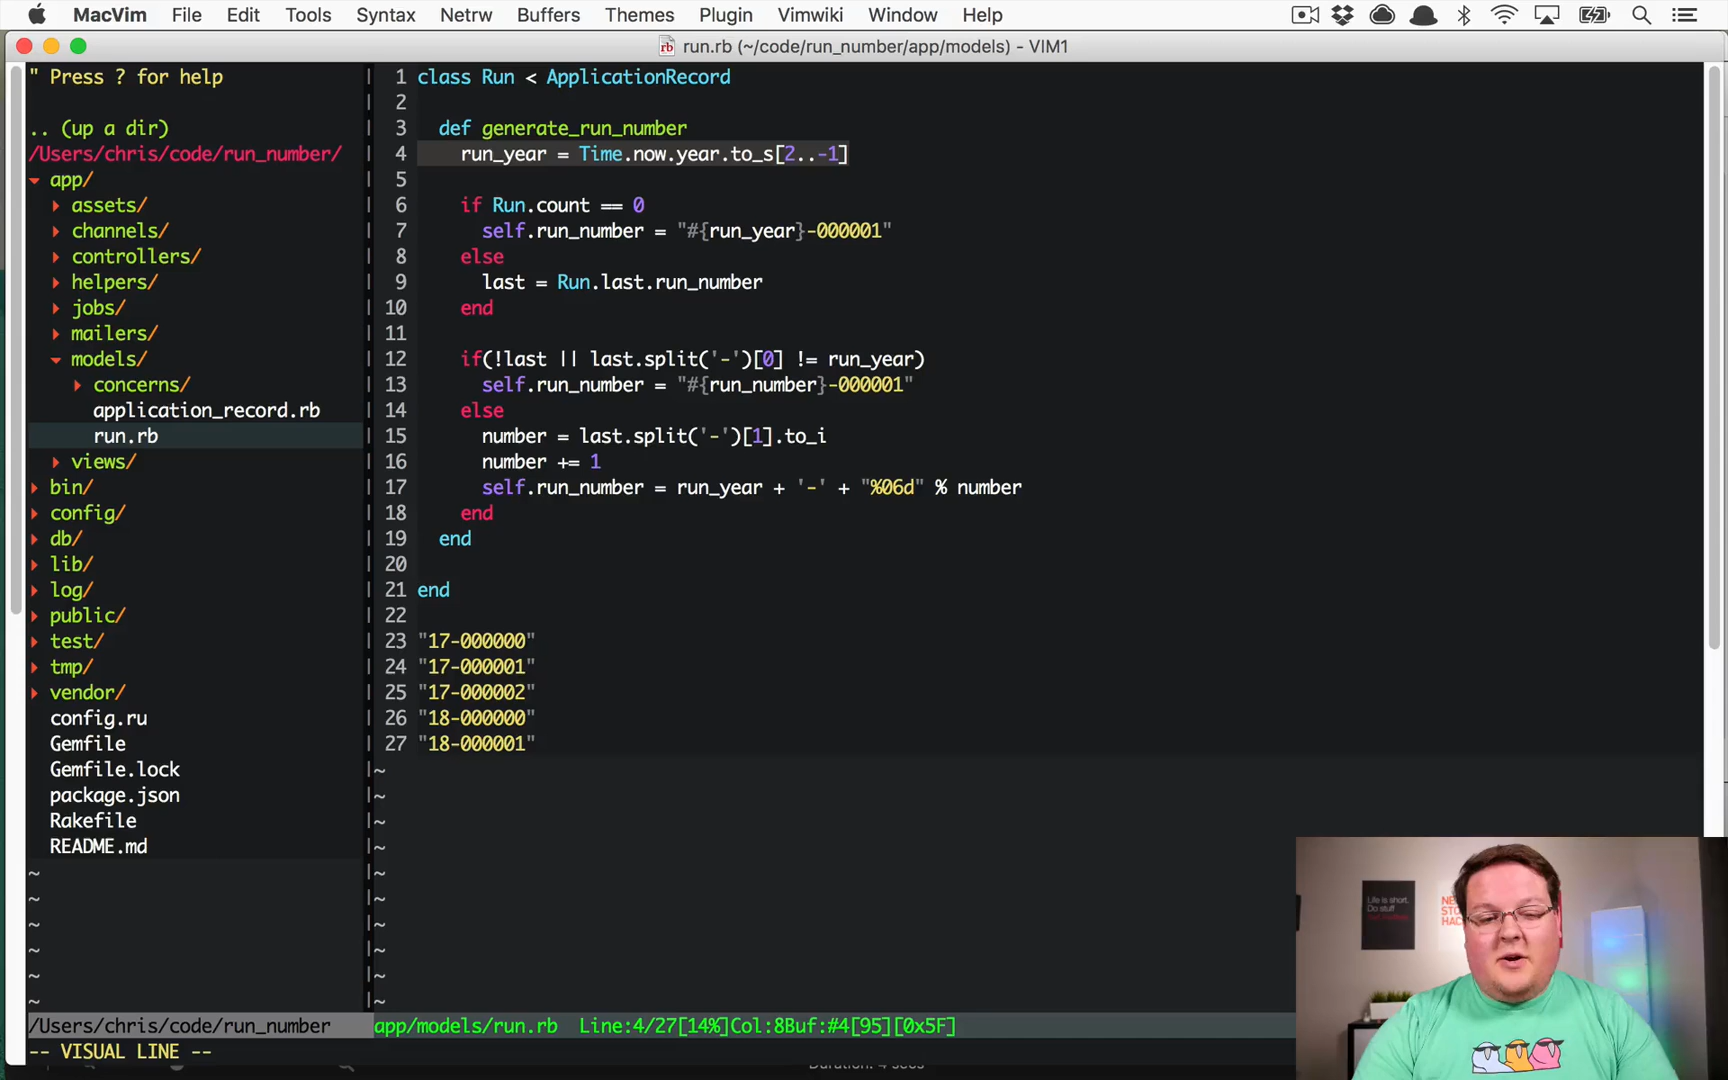 MacVim File Edit Tools Syntax Netrw Buffers Themes Plugin Vimwiki Window Help
run.rb (~/code/run_number/app/models) - VIM1
" Press ? for help
.. (up a dir)
/Users/chris/code/run_number/
app/
assets/
channels/
controllers/
helpers/
jobs/
mailers/
models/
concerns/
application_record.rb
run.rb
views/
bin/
config/
db/
lib/
log/
public/
test/
tmp/
vendor/
config.ru
Gemfile
Gemfile.lock
package.json
Rakefile
README.md
~
~
~
~
~
~
1 class Run < ApplicationRecord
2
3 def generate_run_number
4 run_year = Time.now.year.to_s[2..-1]
5
6 if Run.count == 0
7 self.run_number = "#{run_year}-000001"
8 else
9 last = Run.last.run_number
10 end
11
12 if(!last || last.split('-')[0] != run_year)
13 self.run_number = "#{run_number}-000001"
14 else
15 number = last.split('-')[1].to_i
16 number += 1
17 self.run_number = run_year + '-' + "%06d" % number
18 end
19 end
20
21 end
22
23 "17-000000"
24 "17-000001"
25 "17-000002"
26 "18-000000"
27 "18-000001"
~
~
~
~
~
~
~
~
~
~
Life is short.
Do stuff
/Users/chris/code/run_number app/models/run.rb Line:4/27[14%]Col:8Buf:#4[95][0x5F]
-- VISUAL LINE --